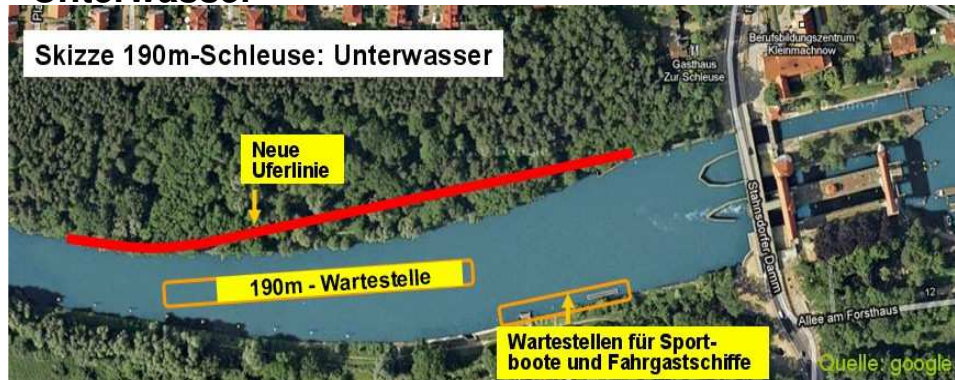 Unterwasser
Skizze 190m-Schleuse: Unterwasser
Berufsbildungszentrum
Kleinmachnow
Gasthaus
Zur Schleuse
Neue
Uferlinie
Stahnsdorfer Damm
190m - Wartestelle
12
Allee am Forsthaus
Wartestellen für Sport-
boote und Fahrgastschiffe
Quelle: google